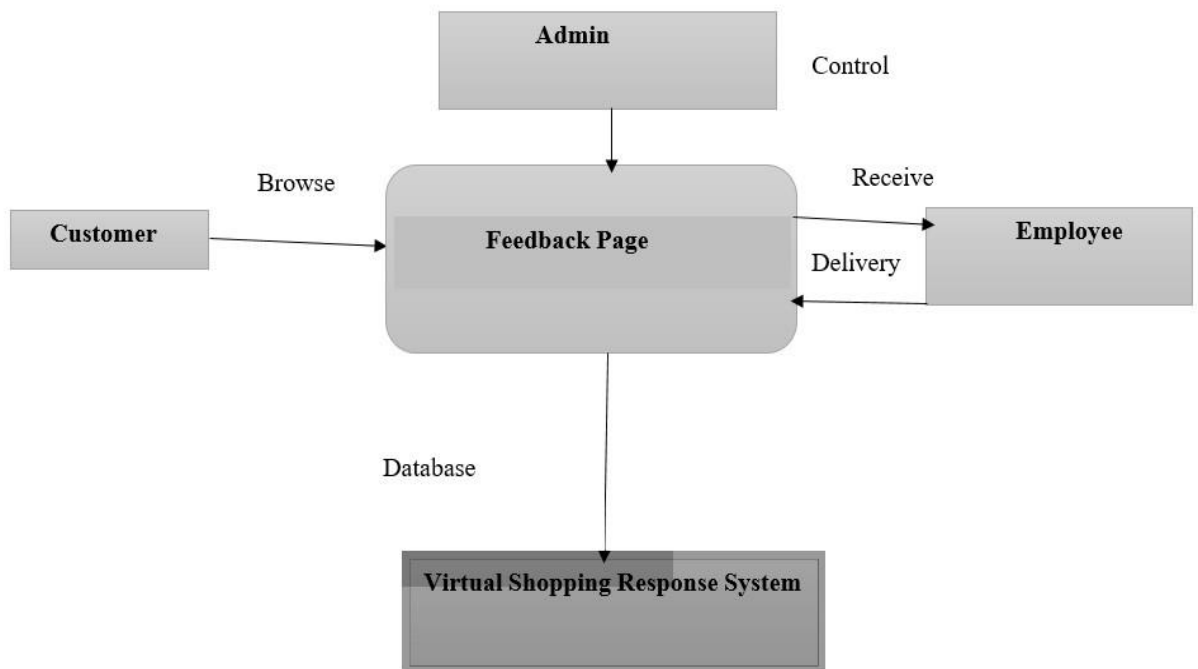 Admin
Control
Browse
Receive
Customer
Feedback Page
Employee
Delivery
Database
Virtual Shopping Response System